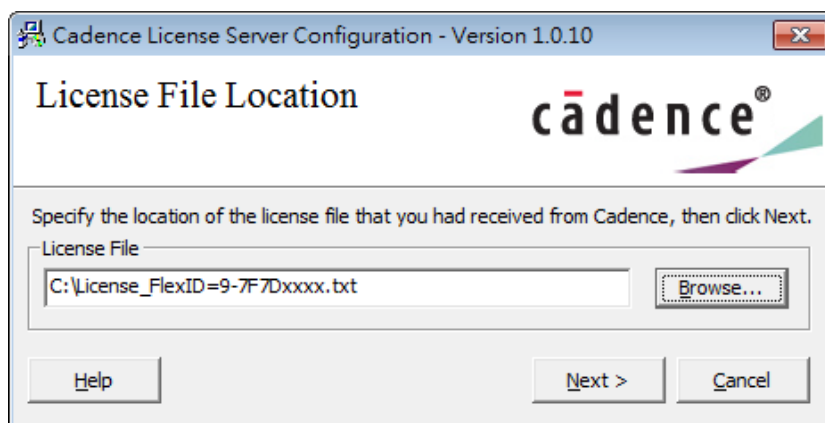 Cadence License Server Configuration - Version 1.0.10
License File Location
cādence®
Specify the location of the license file that you had received from Cadence, then click Next.
License File
C:\License_FlexID=9-7F7Dxxxx.txt
Browse...
Help
Next >
Cancel